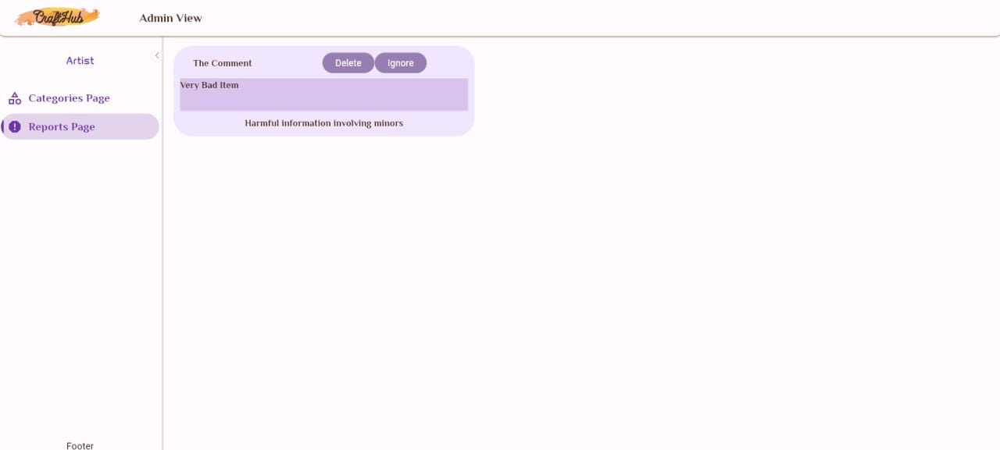 CraftHub
Admin View
Artist
Categories Page
Reports Page
Footer
The Comment
Delete
Ignore
Very Bad Item
Harmful information involving minors